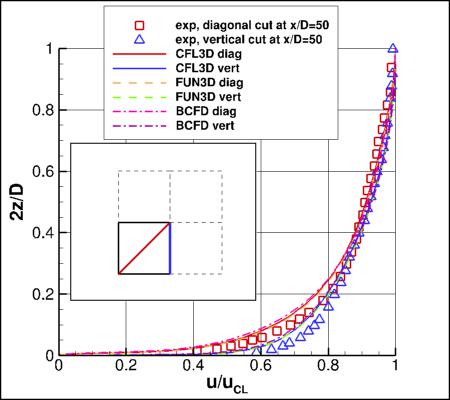 exp, diagonal cut at x/D=50
exp, vertical cut at x/D=50
CFL3D diag
CFL3D vert
FUN3D diag
FUN3D vert
BCFD diag
BCFD vert
1
0.8
0.6
0.4
0.2
0
2z/D
0 0.2 0.4 0.6 0.8 1
u/uCL